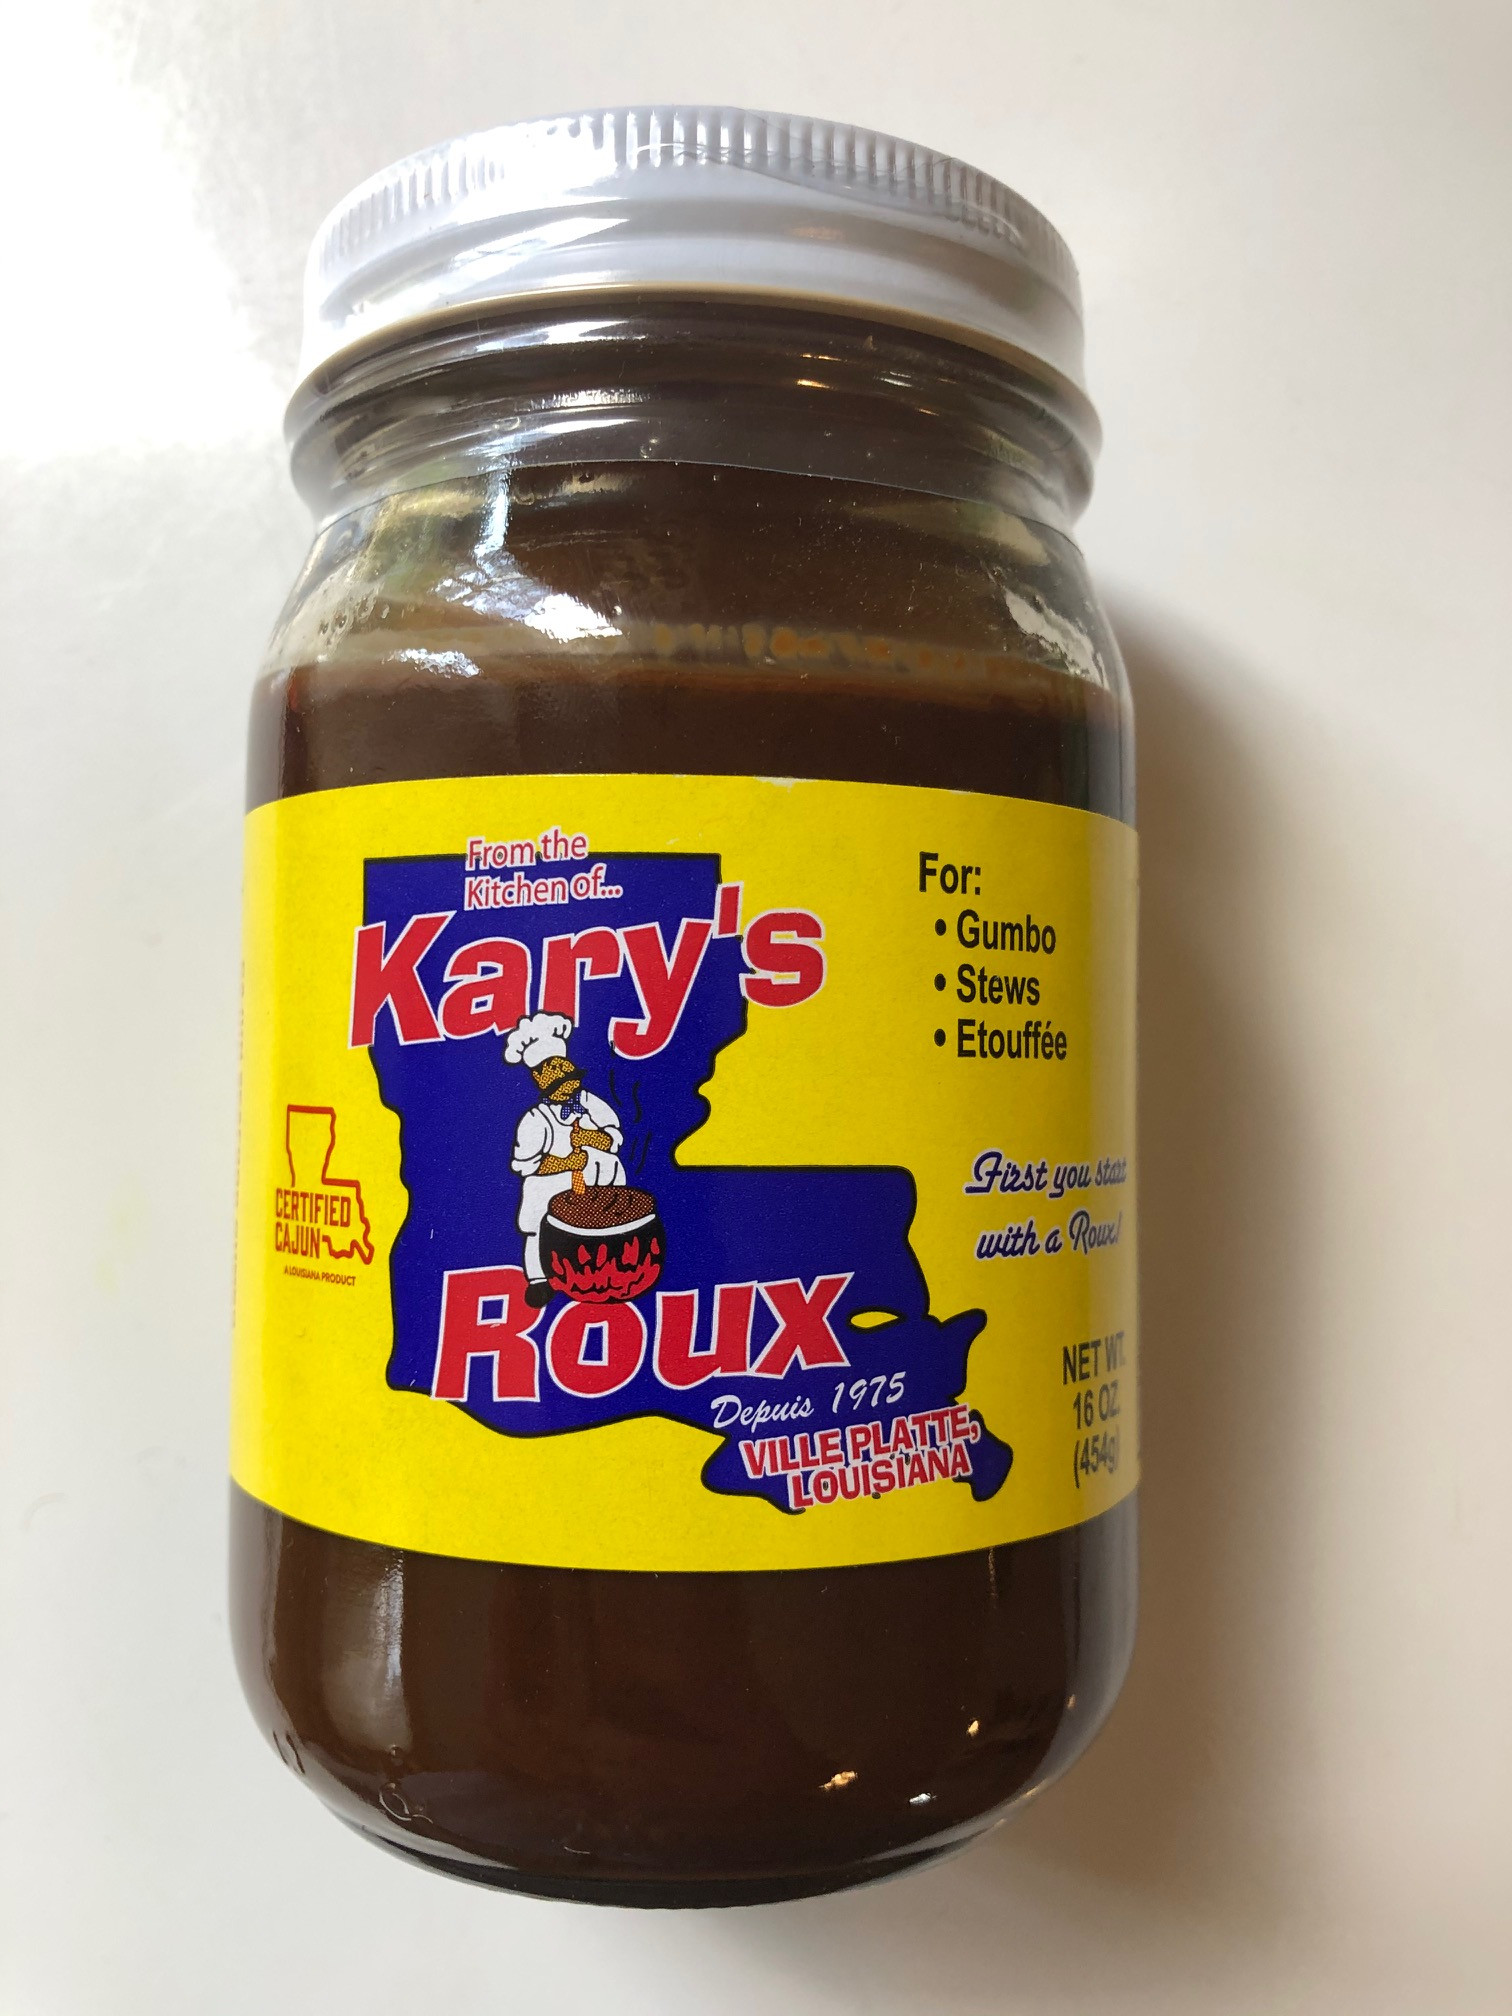 From the
Kitchen of...
Kary's
Roux
Depuis 1975
VILLE PLATTE,
LOUISIANA
CERTIFIED
CAJUN
A LOUISIANA PRODUCT
For:
• Gumbo
• Stews
• Etouffée
First you start
with a Roux!
NET WT.
16 OZ.
(454g)